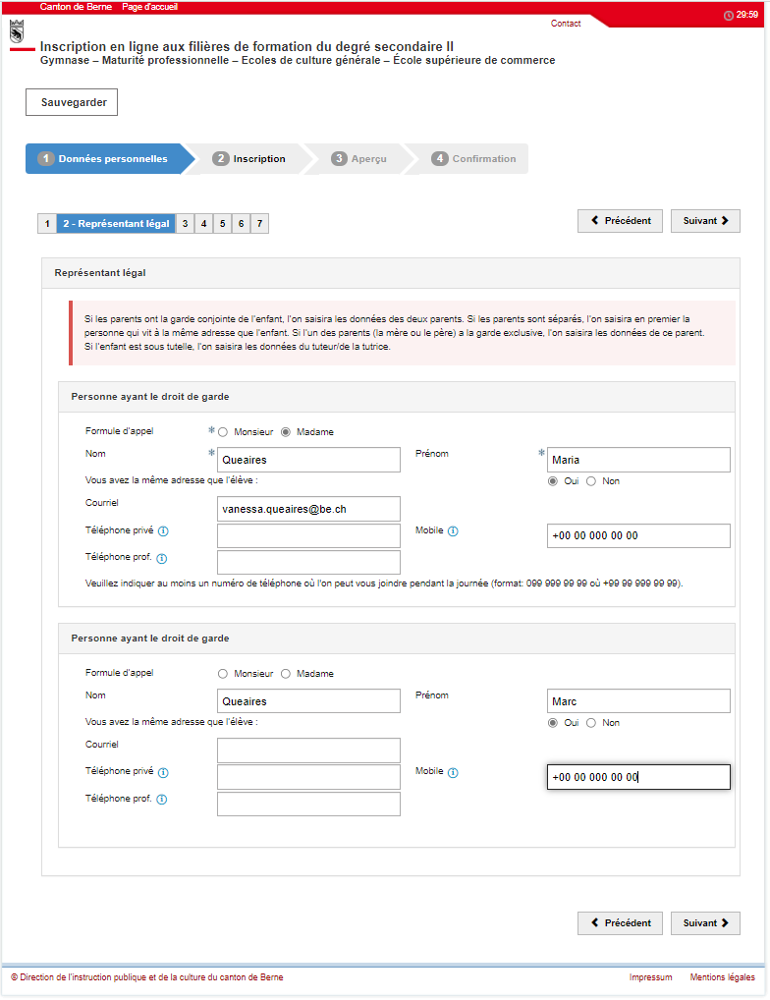 Canton de Berne Page d'accueil
29:59
Contact
Inscription en ligne aux filières de formation du degré secondaire II
Gymnase – Maturité professionnelle – Ecoles de culture générale – École supérieure de commerce
Sauvegarder
1 Données personnelles 2 Inscription 3 Aperçu 4 Confirmation
1 2 - Représentant légal 3 4 5 6 7 Précédent Suivant
Représentant légal
Si les parents ont la garde conjointe de l'enfant, l'on saisira les données des deux parents. Si les parents sont séparés, l'on saisira en premier la
personne qui vit à la même adresse que l'enfant. Si l'un des parents (la mère ou le père) a la garde exclusive, l'on saisira les données de ce parent.
Si l'enfant est sous tutelle, l'on saisira les données du tuteur/de la tutrice.
Personne ayant le droit de garde
Formule d'appel * Monsieur Madame
Nom * Queaires Prénom * Maria
Vous avez la même adresse que l'élève : Oui Non
Courriel vanessa.queaires@be.ch
Téléphone privé Mobile +00 00 000 00 00
Téléphone prof.
Veuillez indiquer au moins un numéro de téléphone où l'on peut vous joindre pendant la journée (format: 099 999 99 99 où +99 99 999 99 99).
Personne ayant le droit de garde
Formule d'appel Monsieur Madame
Nom Queaires Prénom Marc
Vous avez la même adresse que l'élève : Oui Non
Courriel
Téléphone privé Mobile +00 00 000 00 00
Téléphone prof.
Précédent Suivant
© Direction de l'instruction publique et de la culture du canton de Berne Impressum Mentions légales